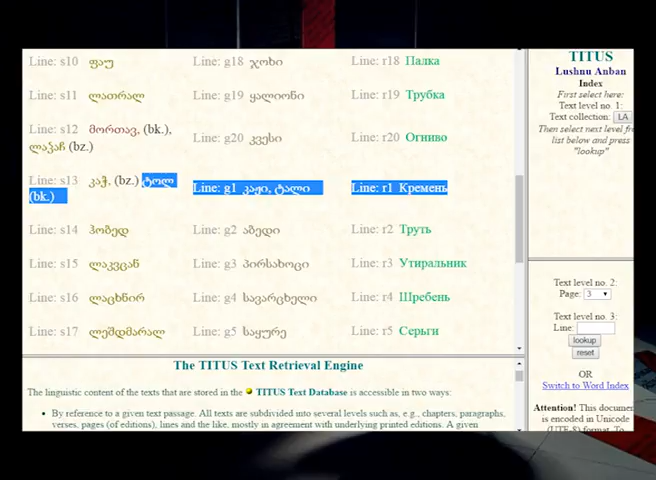 Line: s10 ფაუ Line: g18 ჯოხი Line: r18 Палка
Line: s11 ლათრალ Line: g19 ყალიონი Line: r19 Трубка
Line: s12 მორთავ, (bk.), Line: g20 კვესი Line: r20 Огниво
(bz.)
Line: s13 კაჭ, (bz.) ტოლ Line: g1 კაჟი, ტალი Line: r1 Кремень
(bk.)
Line: s14 ჰობედ Line: g2 აბედი Line: r2 Труть
Line: s15 ლაკვცან Line: g3 პირსახოცი Line: r3 Утиральник
Line: s16 ლაცხნირ Line: g4 სავარცხელი Line: r4 Шребень
Line: s17 ლეშდმარალ Line: g5 საყურე Line: r5 Серьги
The TITUS Text Retrieval Engine
The linguistic content of the texts that are stored in the TITUS Text Database is accessible in two ways:
By reference to a given text passage. All texts are subdivided into several levels such as, e.g., chapters, paragraphs,
verses, pages (of editions), lines and the like, mostly in agreement with underlying printed editions. A given
TITUS
Lushnu Anban
Index
First select here:
Text level no. 1:
Text collection: LA
Then select next level
list below and press
"lookup"
Text level no. 2:
Page: 3
Text level no. 3:
Line:
lookup
reset
OR
Switch to Word Index
Attention! This
is encoded in Unicode
(UTF-8) format. To